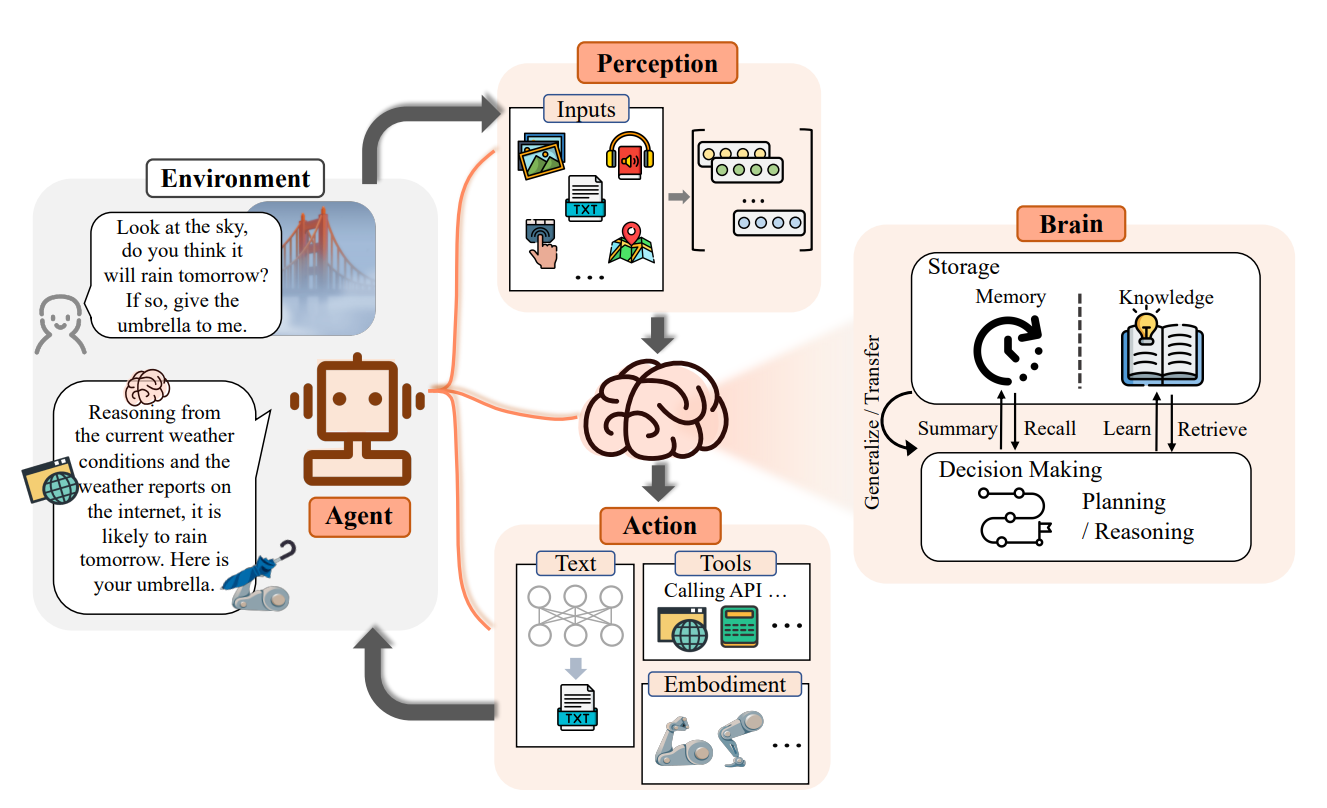 Perception
Inputs
TXT
...
...
Environment
Look at the sky,
do you think it
will rain tomorrow?
If so, give the
umbrella to me.
Reasoning from
the current weather
conditions and the
weather reports on
the internet, it is
likely to rain
tomorrow. Here is
your umbrella.
Agent
Brain
Storage
Memory
Knowledge
Generalize / Transfer
Summary
Recall
Learn
Retrieve
Decision Making
Planning
/ Reasoning
Action
Text
TXT
Tools
Calling API ...
...
Embodiment
...